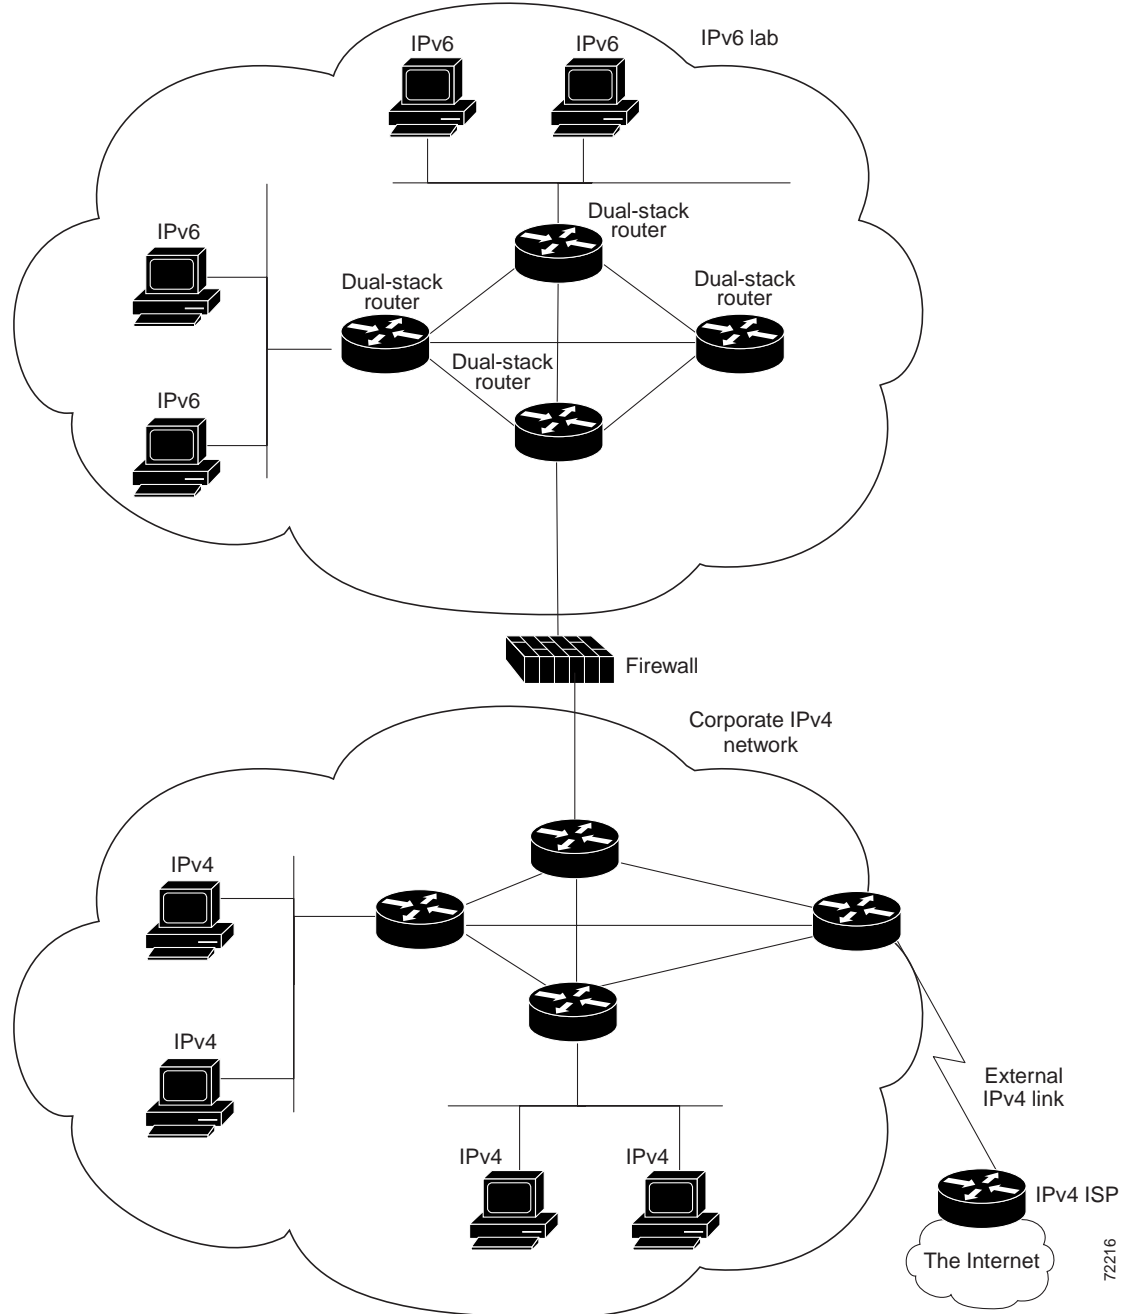 IPv6 lab
IPv6
IPv6
Dual-stack
router
IPv6
Dual-stack
router
Dual-stack
router
Dual-stack
router
IPv6
Firewall
Corporate IPv4
network
IPv4
IPv4
External
IPv4 link
IPv4
IPv4
IPv4 ISP
The Internet
72216